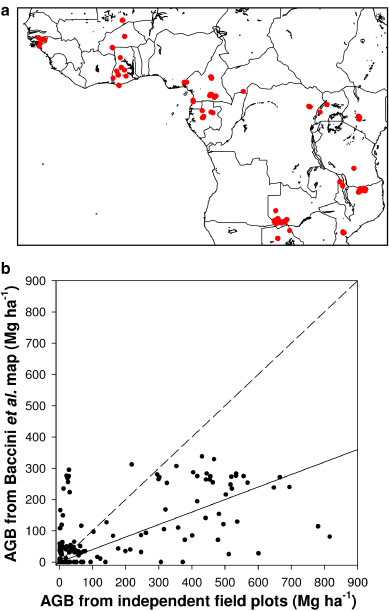 a
b
AGB from Baccini et al. map (Mg ha-1)
900
800
700
600
500
400
300
200
100
0
0 100 200 300 400 500 600 700 800 900
AGB from independent field plots (Mg ha-1)